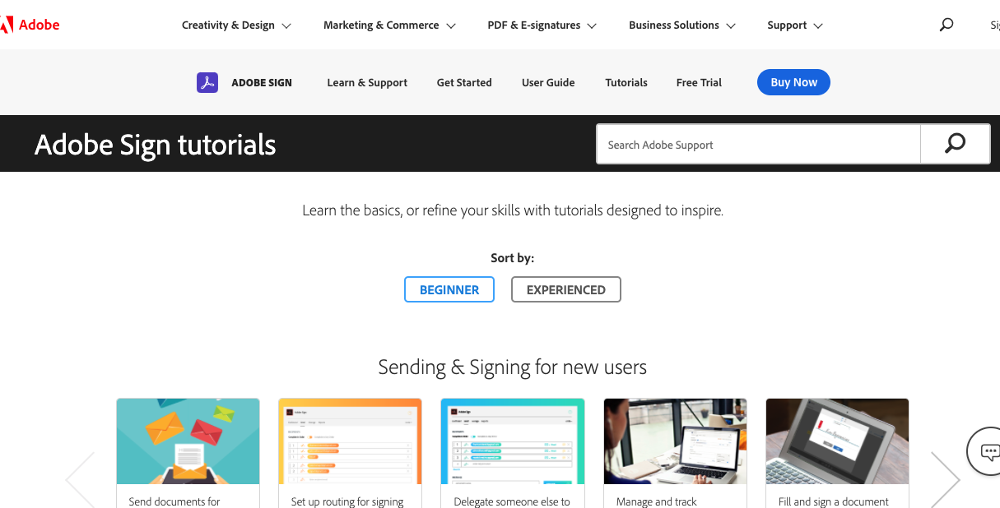 Adobe
Creativity & Design
Marketing & Commerce
PDF & E-signatures
Business Solutions
Support
ADOBE SIGN
Learn & Support
Get Started
User Guide
Tutorials
Free Trial
Buy Now
Adobe Sign tutorials
Search Adobe Support
Learn the basics, or refine your skills with tutorials designed to inspire.
Sort by:
BEGINNER
EXPERIENCED
Sending & Signing for new users
Send documents for
Set up routing for signing
Delegate someone else to
Manage and track
Fill and sign a document